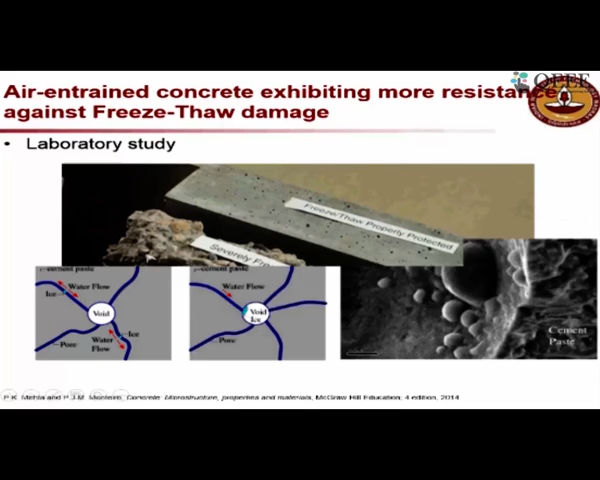 QEEE
Air-entrained concrete exhibiting more resistance
against Freeze-Thaw damage
• Laboratory study
Freeze-Thaw Properly Protected
Severely
cement paste
Water Flow
Ice
Void
Ice
Pore
Water
Flow
cement paste
Water Flow
Void
Ice
Pore
Cement
Paste
P.K. Mehta and P.J.M. Monteiro, Concrete: Microstructure, properties and materials, McGraw Hill Education; 4 edition, 2014